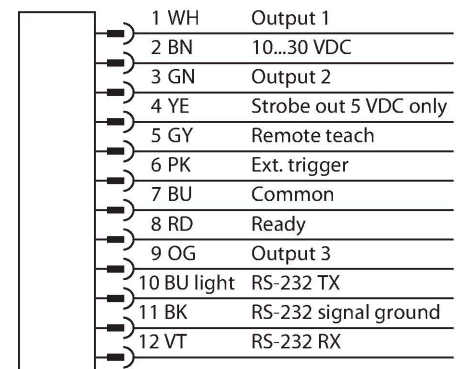 1 WH Output 1
2 BN 10...30 VDC
3 GN Output 2
4 YE Strobe out 5 VDC only
5 GY Remote teach
6 PK Ext. trigger
7 BU Common
8 RD Ready
9 OG Output 3
10 BU light RS-232 TX
11 BK RS-232 signal ground
12 VT RS-232 RX